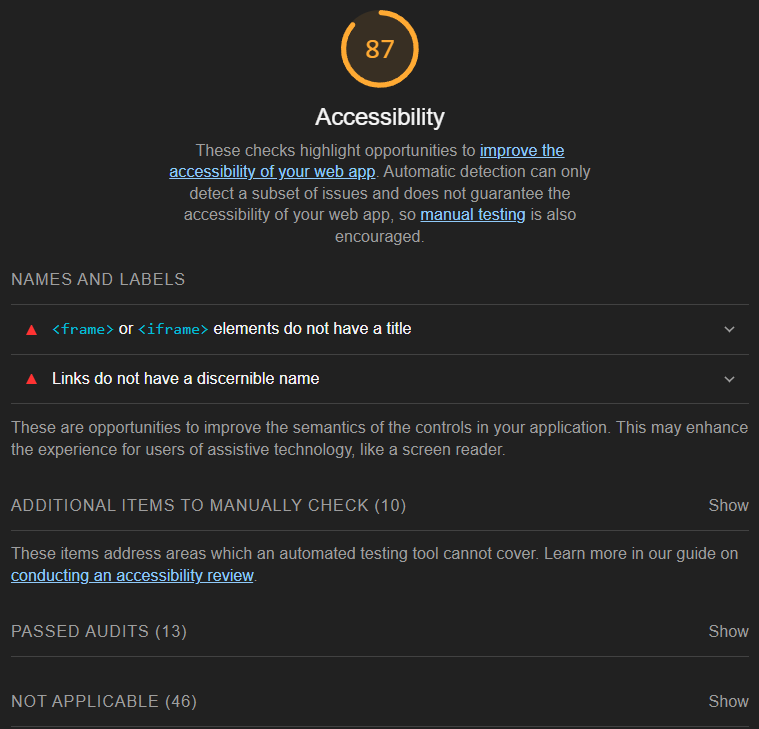 87
Accessibility
These checks highlight opportunities to improve the
accessibility of your web app. Automatic detection can only
detect a subset of issues and does not guarantee the
accessibility of your web app, so manual testing is also
encouraged.
NAMES AND LABELS
<frame> or <iframe> elements do not have a title
Links do not have a discernible name
These are opportunities to improve the semantics of the controls in your application. This may enhance
the experience for users of assistive technology, like a screen reader.
ADDITIONAL ITEMS TO MANUALLY CHECK (10) Show
These items address areas which an automated testing tool cannot cover. Learn more in our guide on
conducting an accessibility review.
PASSED AUDITS (13) Show
NOT APPLICABLE (46) Show